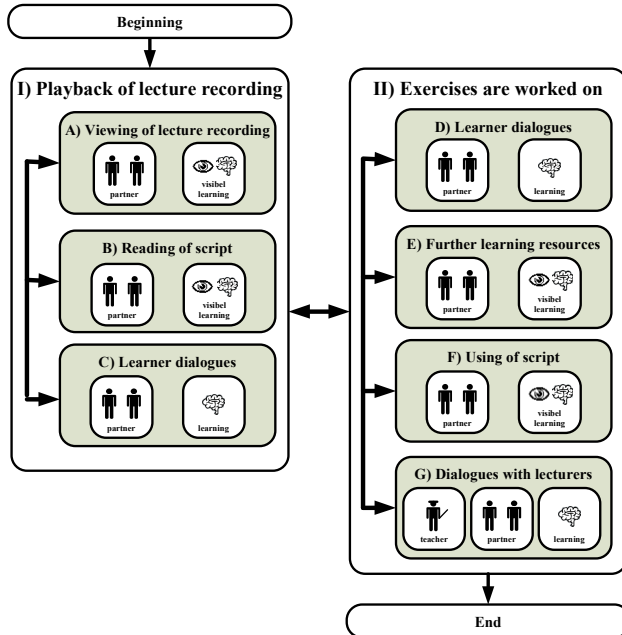 Beginning
I) Playback of lecture recording
A) Viewing of lecture recording
partner
visibel
learning
B) Reading of script
partner
visibel
learning
C) Learner dialogues
partner
learning
II) Exercises are worked on
D) Learner dialogues
partner
learning
E) Further learning resources
partner
visibel
learning
F) Using of script
partner
visibel
learning
G) Dialogues with lecturers
teacher
partner
learning
End